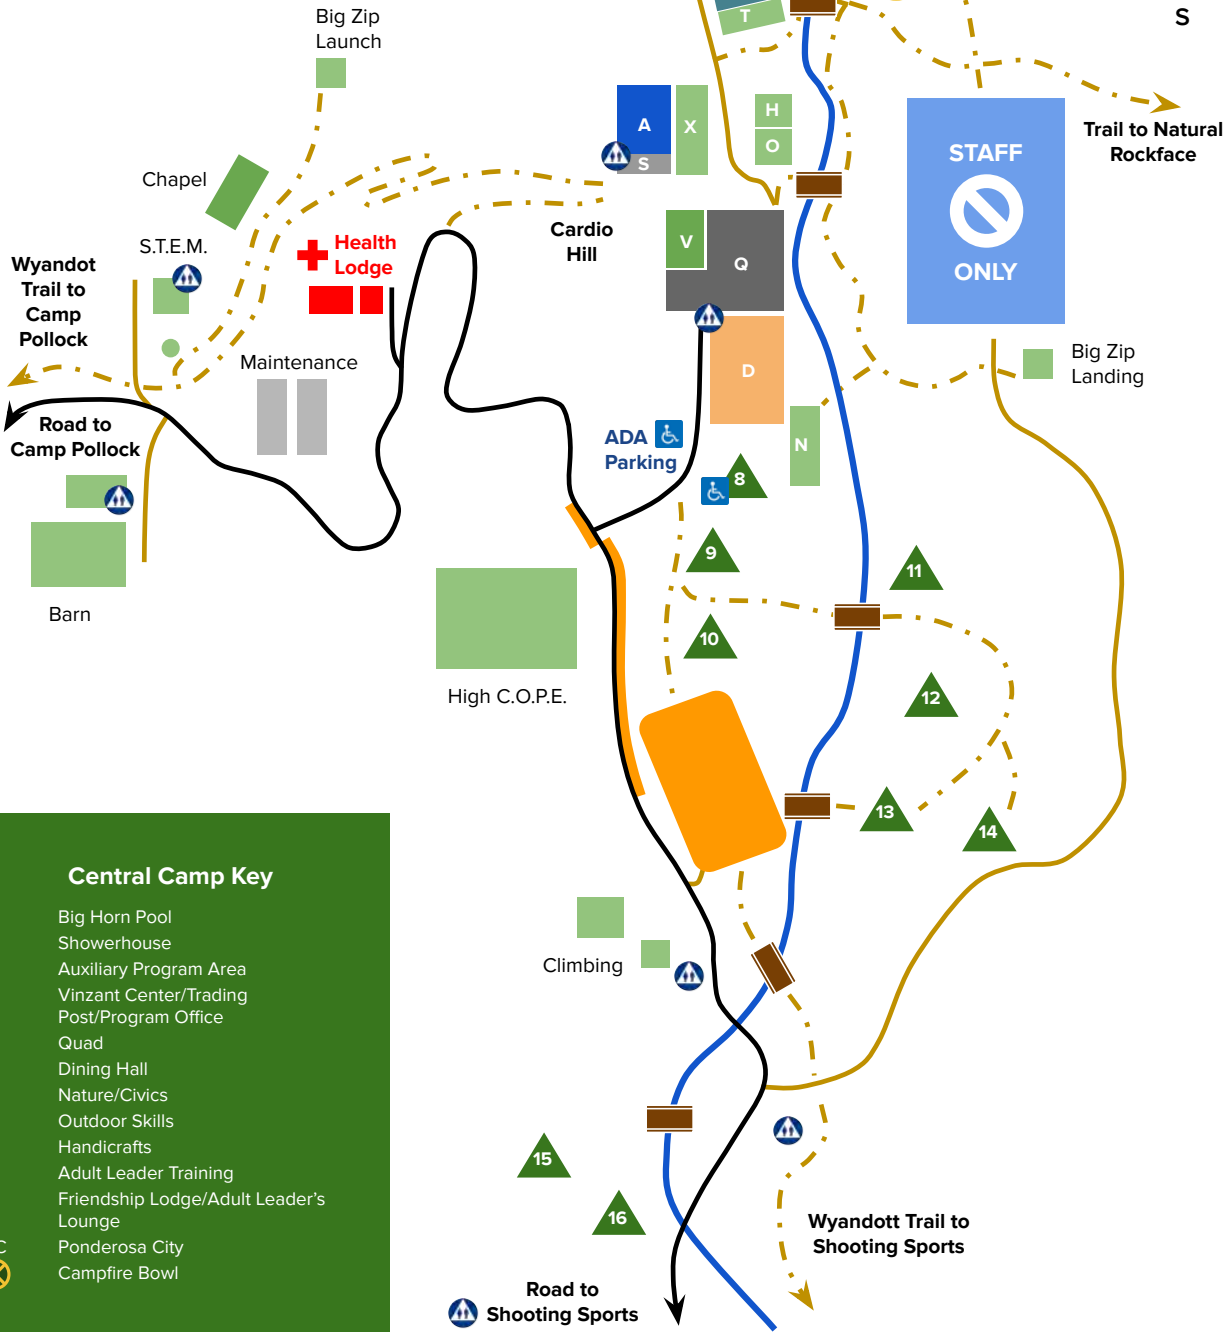 Big Zip
Launch
T
S
A
X
S
H
O
Trail to Natural
Rockface
STAFF
ONLY
Chapel
S.T.E.M.
Health
Lodge
Cardio
Hill
V
Q
Wyandot
Trail to
Camp
Pollock
Maintenance
D
Big Zip
Landing
Road to
Camp Pollock
ADA
Parking
N
8
9
11
10
Barn
High C.O.P.E.
12
13
14
Central Camp Key
Big Horn Pool
Showerhouse
Auxiliary Program Area
Vinzant Center/Trading
Post/Program Office
Quad
Dining Hall
Nature/Civics
Outdoor Skills
Handicrafts
Adult Leader Training
Friendship Lodge/Adult Leader's
Lounge
C
Ponderosa City
Campfire Bowl
Climbing
15
16
Wyandott Trail to
Shooting Sports
Road to
Shooting Sports